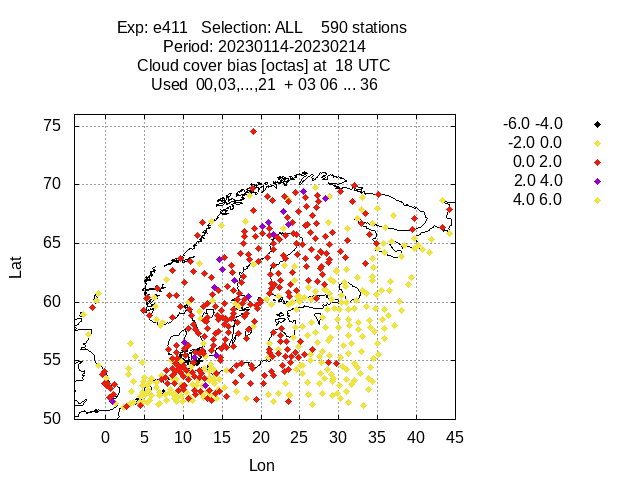 Exp: e411 Selection: ALL 590 stations
Period: 20230114-20230214
Cloud cover bias [octas] at 18 UTC
Used 00,03,...,21 + 03 06 ... 36
-6.0 -4.0
-2.0 0.0
0.0 2.0
2.0 4.0
4.0 6.0
75
70
65
60
55
50
Lat
0 5 10 15 20 25 30 35 40 45
Lon